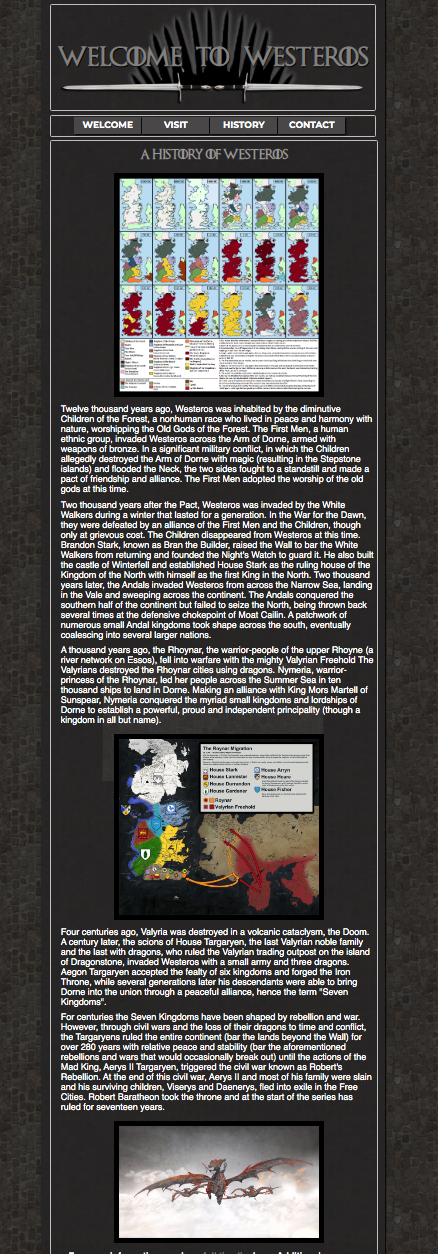 WELCOME TO WESTEROS
WELCOME VISIT HISTORY CONTACT
A HISTORY OF WESTEROS
Twelve thousand years ago, Westeros was inhabited by the diminutive
Children of the Forest, a nonhuman race who lived in peace and harmony with
nature, worshipping the Old Gods of the Forest. The First Men, a human
ethnic group, invaded Westeros across the Arm of Dorne, armed with
weapons of bronze. In a significant military conflict, in which the Children
allegedly destroyed the Arm of Dorne with magic (resulting in the Stepstone
islands) and flooded the Neck, the two sides fought to a standstill and made a
pact of friendship and alliance. The First Men adopted the worship of the old
gods at this time.
Two thousand years after the Pact, Westeros was invaded by the White
Walkers during a winter that lasted for a generation. In the War for the Dawn,
they were defeated by an alliance of the First Men and the Children, though
only at grievous cost. The Children disappeared from Westeros at this time.
Brandon Stark, known as Bran the Builder, raised the Wall to bar the White
Walkers from returning and founded the Night's Watch to guard it. He also built
the castle of Winterfell and established House Stark as the ruling house of the
Kingdom of the North with himself as the first King in the North. Two thousand
years later, the Andals invaded Westeros from across the Narrow Sea, landing
in the Vale and sweeping across the continent. The Andals conquered the
southern half of the continent but failed to seize the North, being thrown back
several times at the defensive chokepoint of Moat Cailin. A patchwork of
numerous small Andal kingdoms took shape across the south, eventually
coalescing into several larger nations.
A thousand years ago, the Rhoynar, the warrior-people of the upper Rhoyne (a
river network on Essos), fell into warfare with the mighty Valyrian Freehold The
Valyrians destroyed the Rhoynar cities using dragons. Nymeria, warrior-
princess of the Rhoynar, led her people across the Summer Sea in ten
thousand ships to land in Dorne. Making an alliance with King Mors Martell of
Sunspear, Nymeria conquered the myriad small kingdoms and lordships of
Dorne to establish a powerful, proud and independent principality (though a
kingdom in all but name).
The Roynar Migration
House Stark House Arryn
House Lannister House Hoare
House Durrandon House Fisher
House Gardener
Roynar
Valyrian Freehold
Four centuries ago, Valyria was destroyed in a volcanic cataclysm, the Doom.
A century later, the scions of House Targaryen, the last Valyrian noble family
and the last with dragons, who ruled the Valyrian trading outpost on the island
of Dragonstone, invaded Westeros with a small army and three dragons.
Aegon Targaryen accepted the fealty of six kingdoms and forged the Iron
Throne, while several generations later his descendants were able to bring
Dorne into the union through a peaceful alliance, hence the term "Seven
Kingdoms".
For centuries the Seven Kingdoms have been shaped by rebellion and war.
However, through civil wars and the loss of their dragons to time and conflict,
the Targaryens ruled the entire continent (bar the lands beyond the Wall) for
over 280 years with relative peace and stability (bar the aforementioned
rebellions and wars that would occasionally break out) until the actions of the
Mad King, Aerys II Targaryen, triggered the civil war known as Robert's
Rebellion. At the end of this civil war, Aerys II and most of his family were slain
and his surviving children, Viserys and Daenerys, fled into exile in the Free
Cities. Robert Baratheon took the throne and at the start of the series has
ruled for seventeen years.